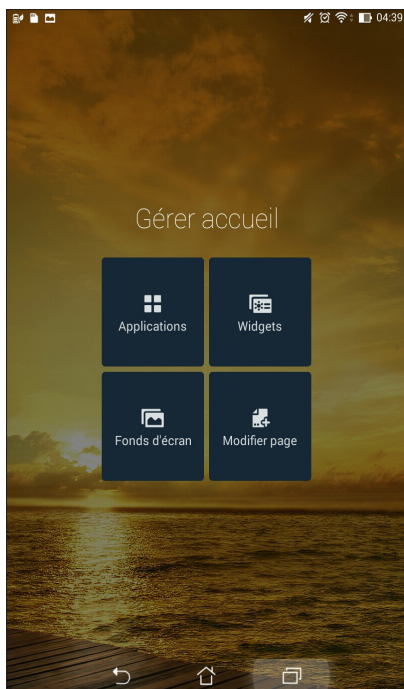 04:39
Gérer accueil
Applications
Widgets
Fonds d'écran
Modifier page